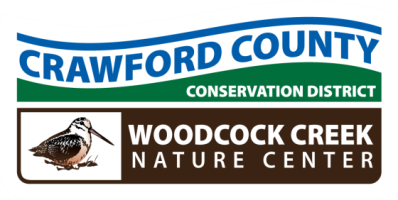 CRAWFORD COUNTY
CONSERVATION DISTRICT
WOODCOCK CREEK
NATURE CENTER